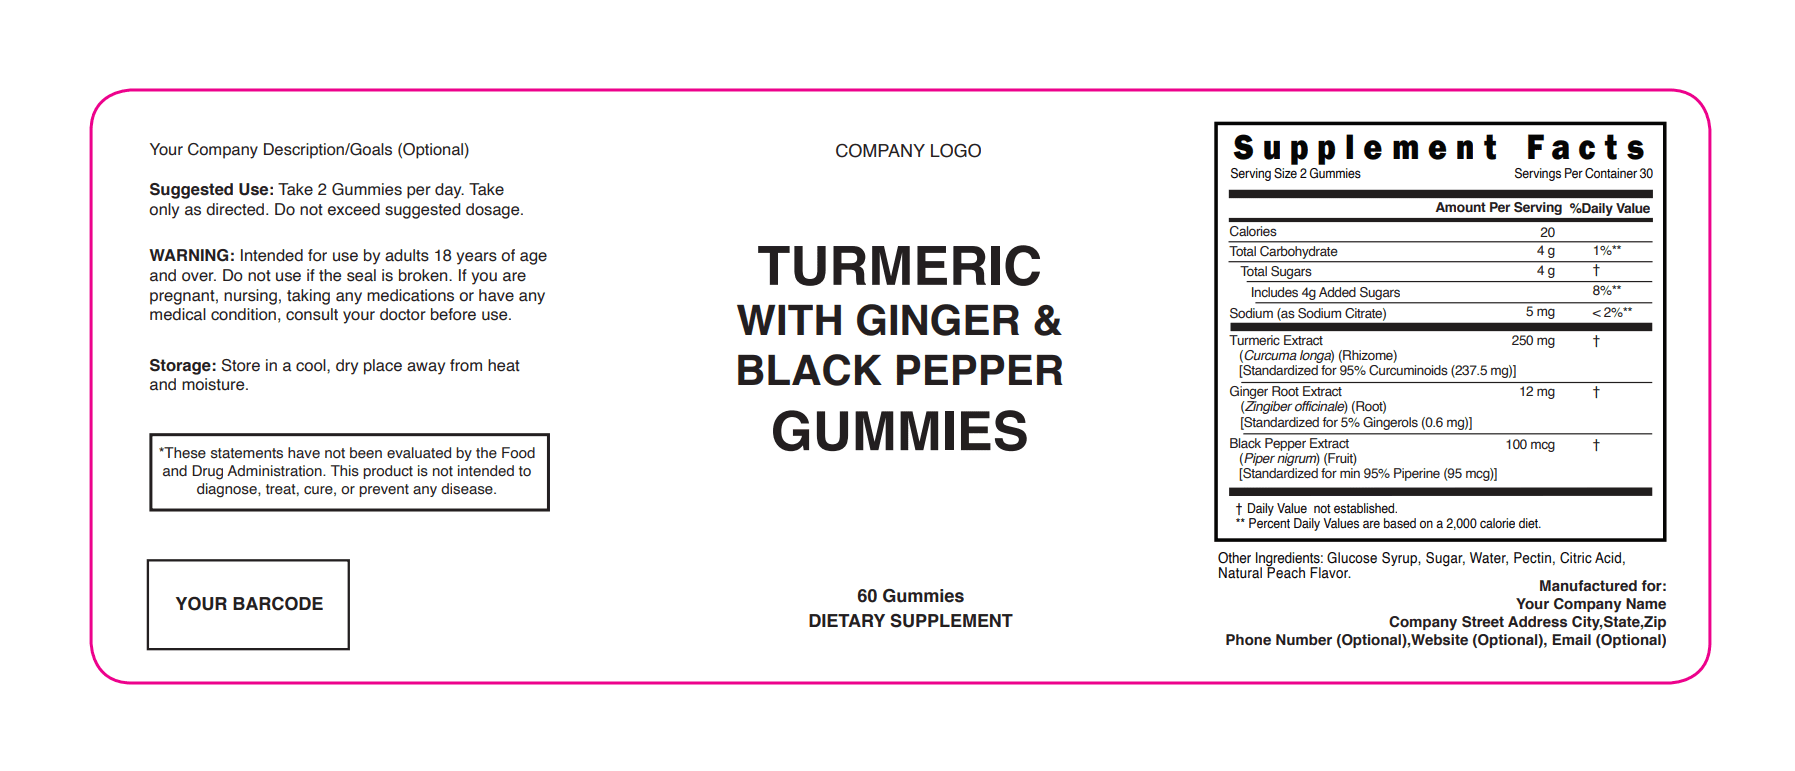 Your Company Description/Goals (Optional)
Suggested Use: Take 2 Gummies per day. Take
only as directed. Do not exceed suggested dosage.
WARNING: Intended for use by adults 18 years of age
and over. Do not use if the seal is broken. If you are
pregnant, nursing, taking any medications or have any
medical condition, consult your doctor before use.
Storage: Store in a cool, dry place away from heat
and moisture.
*These statements have not been evaluated by the Food
and Drug Administration. This product is not intended to
diagnose, treat, cure, or prevent any disease.
YOUR BARCODE
COMPANY LOGO
TURMERIC
WITH GINGER &
BLACK PEPPER
GUMMIES
60 Gummies
DIETARY SUPPLEMENT
Supplement Facts
Serving Size 2 Gummies Servings Per Container 30
Amount Per Serving %Daily Value
Calories 20
Total Carbohydrate 4 g 1%**
Total Sugars 4 g †
Includes 4g Added Sugars 8%**
Sodium (as Sodium Citrate) 5 mg <2%**
Turmeric Extract 250 mg †
(Curcuma longa) (Rhizome)
[Standardized for 95% Curcuminoids (237.5 mg)]
Ginger Root Extract 12 mg †
(Zingiber officinale) (Root)
[Standardized for 5% Gingerols (0.6 mg)]
Black Pepper Extract 100 mcg †
(Piper nigrum) (Fruit)
[Standardized for min 95% Piperine (95 mcg)]
† Daily Value not established.
** Percent Daily Values are based on a 2,000 calorie diet.
Other Ingredients: Glucose Syrup, Sugar, Water, Pectin, Citric Acid,
Natural Peach Flavor.
Manufactured for:
Your Company Name
Company Street Address City,State,Zip
Phone Number (Optional),Website (Optional), Email (Optional)